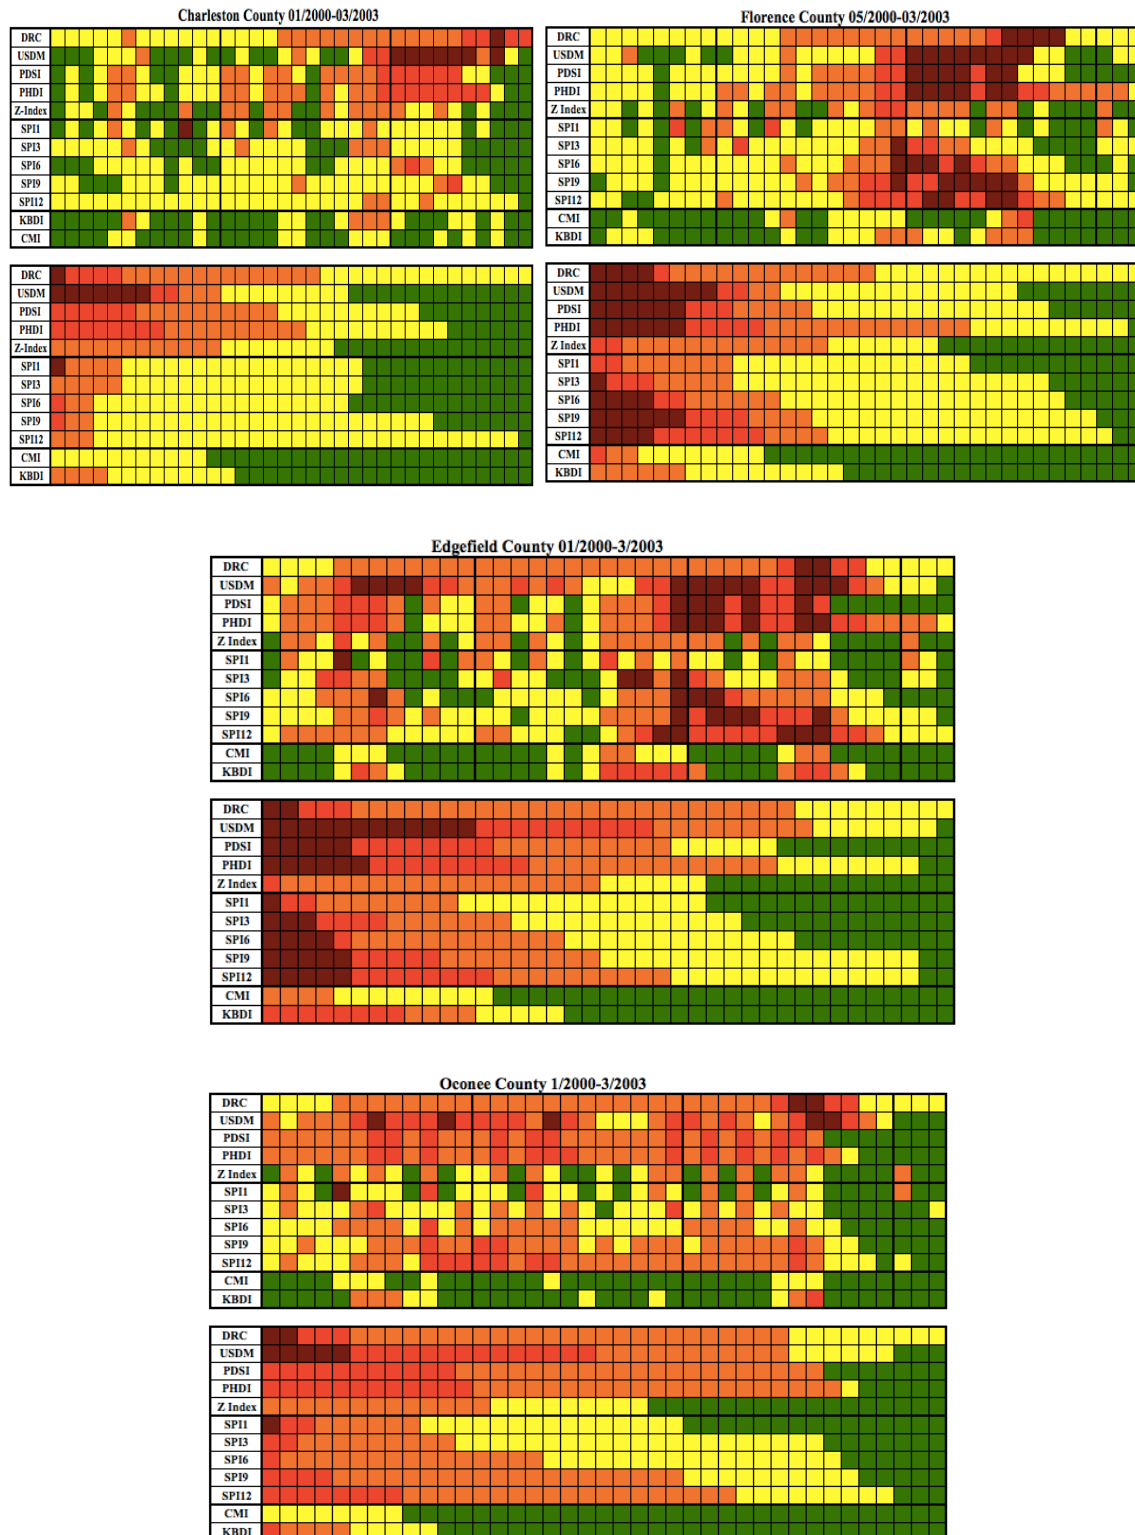 Charleston County 01/2000-03/2003
DRC
USDM
PDSI
PHDI
Z-Index
SPI1
SPI3
SPI6
SPI9
SPI12
KBDI
CMI
DRC
USDM
PDSI
PHDI
Z-Index
SPI1
SPI3
SPI6
SPI9
SPI12
CMI
KBDI
Florence County 05/2000-03/2003
DRC
USDM
PDSI
PHDI
Z Index
SPI1
SPI3
SPI6
SPI9
SPI12
CMI
KBDI
DRC
USDM
PDSI
PHDI
Z Index
SPI1
SPI3
SPI6
SPI9
SPI12
CMI
KBDI
Edgefield County 01/2000-3/2003
DRC
USDM
PDSI
PHDI
Z Index
SPI1
SPI3
SPI6
SPI9
SPI12
CMI
KBDI
DRC
USDM
PDSI
PHDI
Z Index
SPI1
SPI3
SPI6
SPI9
SPI12
CMI
KBDI
Oconee County 1/2000-3/2003
DRC
USDM
PDSI
PHDI
Z Index
SPI1
SPI3
SPI6
SPI9
SPI12
CMI
KBDI
DRC
USDM
PDSI
PHDI
Z Index
SPI1
SPI3
SPI6
SPI9
SPI12
CMI
KBDI